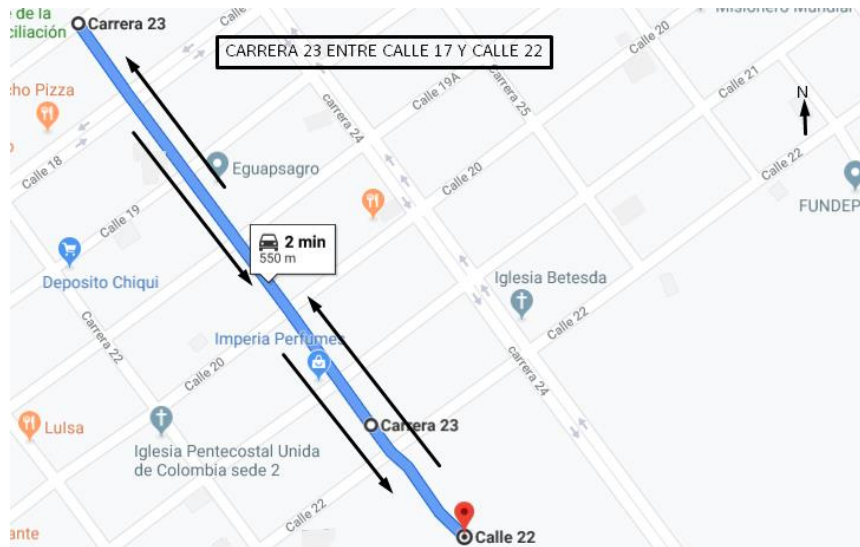 de la
ciliación
Carrera 23
CARRERA 23 ENTRE CALLE 17 Y CALLE 22
Misionero Mundial
Calle 20
Calle 19A
Calle 21
cho Pizza
carrera 24
Carrera 25
N
Calle 18
Eguapsagro
Calle 20
Calle 22
FUNDEP
Calle 19
2 min
550 m
Deposito Chiqui
Iglesia Betesda
Carrera 22
Imperia Perfumes
Calle 22
Calle 20
carrera 24
Lulsa
Carrera 23
Iglesia Pentecostal Unida
de Colombia sede 2
Calle 22
ante
Calle 22